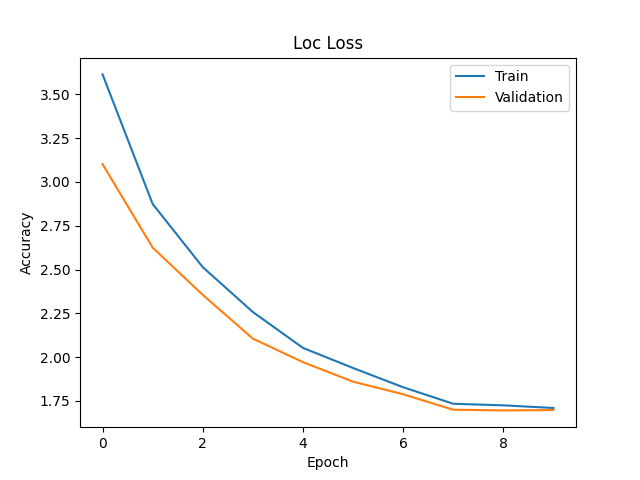 Loc Loss
Train
Validation
3.50
3.25
3.00
2.75
2.50
2.25
2.00
1.75
Accuracy
0 2 4 6 8
Epoch